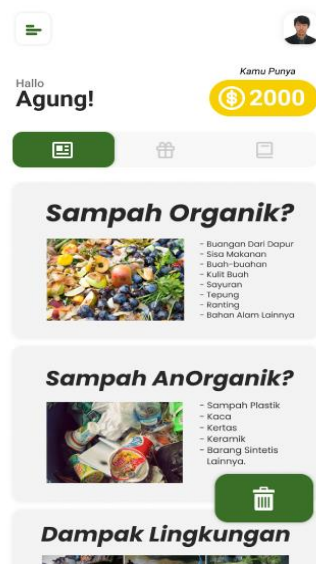 Kamu Punya
Hallo
Agung!
2000
Sampah Organik?
- Buangan Dari Dapur
- Sisa Makanan
- Buah-buahan
- Kulit Buah
- Sayuran
- Tepung
- Ranting
- Bahan Alam Lainnya
Sampah AnOrganik?
- Sampah Plastik
- Kaca
- Kertas
- Keramik
- Barang Sintetis
Lainnya.
Dampak Lingkungan